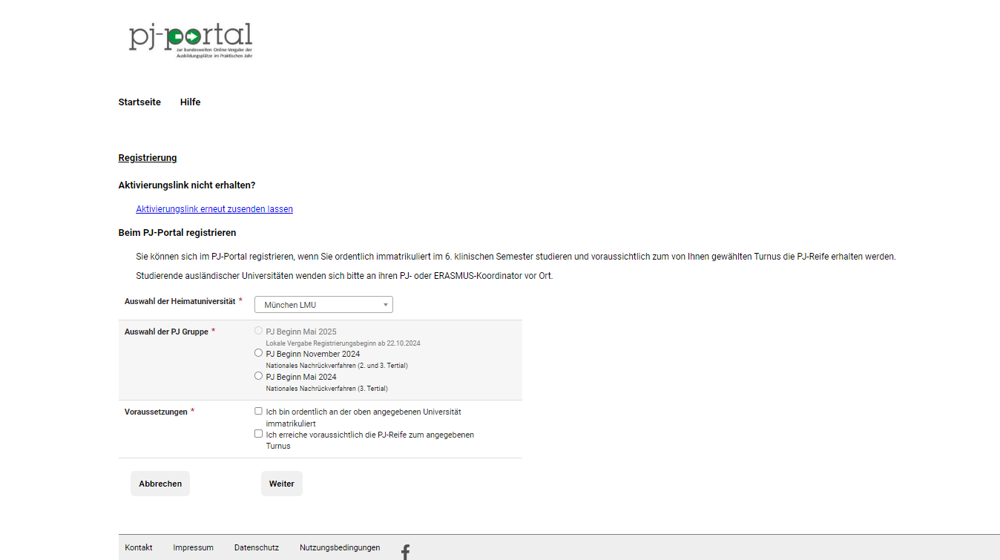 pj-portal
zur bundesweiten Online-Vergabe der
Ausbildungsplätze im Praktischen Jahr
Startseite Hilfe
Registrierung
Aktivierungslink nicht erhalten?
Aktivierungslink erneut zusenden lassen
Beim PJ-Portal registrieren
Sie können sich im PJ-Portal registrieren, wenn Sie ordentlich immatrikuliert im 6. klinischen Semester studieren und voraussichtlich zum von Ihnen gewählten Turnus die PJ-Reife erhalten werden.
Studierende ausländischer Universitäten wenden sich bitte an ihren PJ- oder ERASMUS-Koordinator vor Ort.
Auswahl der Heimatuniversität * München LMU
Auswahl der PJ Gruppe * PJ Beginn Mai 2025
Lokale Vergabe Registrierungsbeginn ab 22.10.2024
PJ Beginn November 2024
Nationales Nachrückverfahren (2. und 3. Tertial)
PJ Beginn Mai 2024
Nationales Nachrückverfahren (3. Tertial)
Voraussetzungen * Ich bin ordentlich an der oben angegebenen Universität
immatrikuliert
Ich erreiche voraussichtlich die PJ-Reife zum angegebenen
Turnus
Abbrechen Weiter
Kontakt Impressum Datenschutz Nutzungsbedingungen